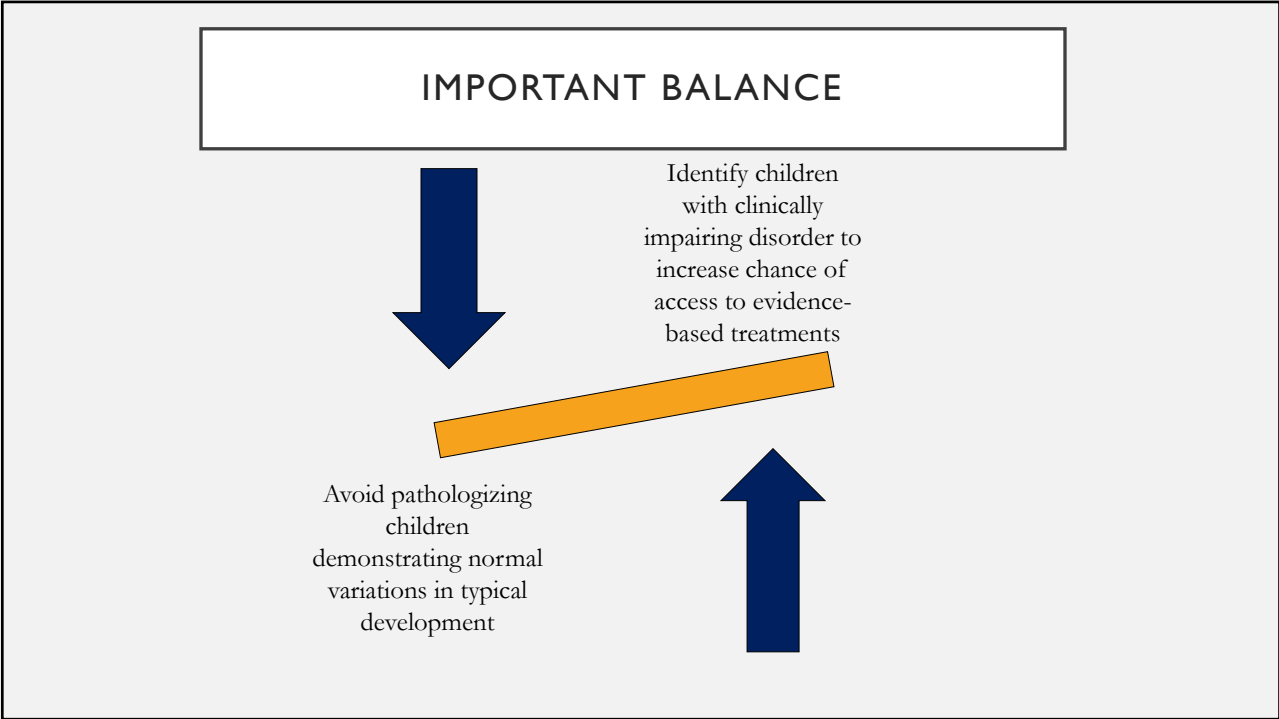 IMPORTANT BALANCE
Identify children
with clinically
impairing disorder to
increase chance of
access to evidence-
based treatments
Avoid pathologizing
children
demonstrating normal
variations in typical
development